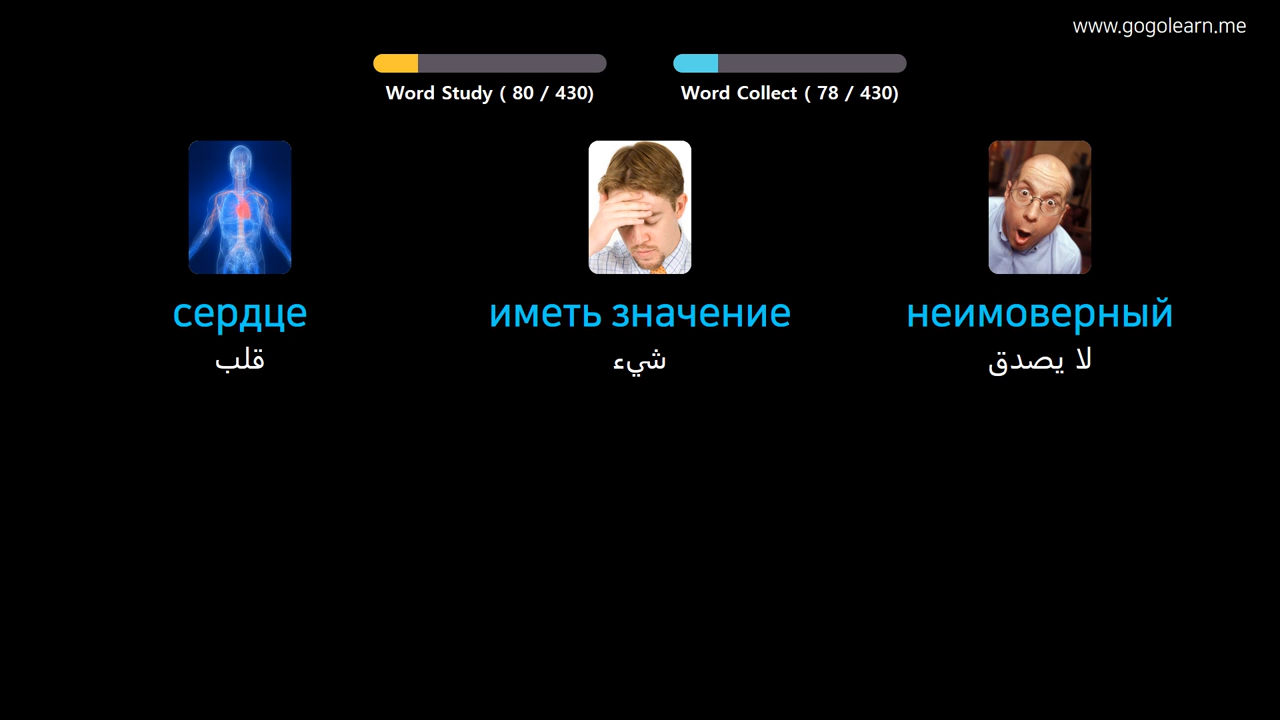 www.gogolearn.me
Word Study ( 80 / 430)
Word Collect ( 78 / 430)
сердце
иметь значение
неимоверный
قلب
شيء
لا يصدق